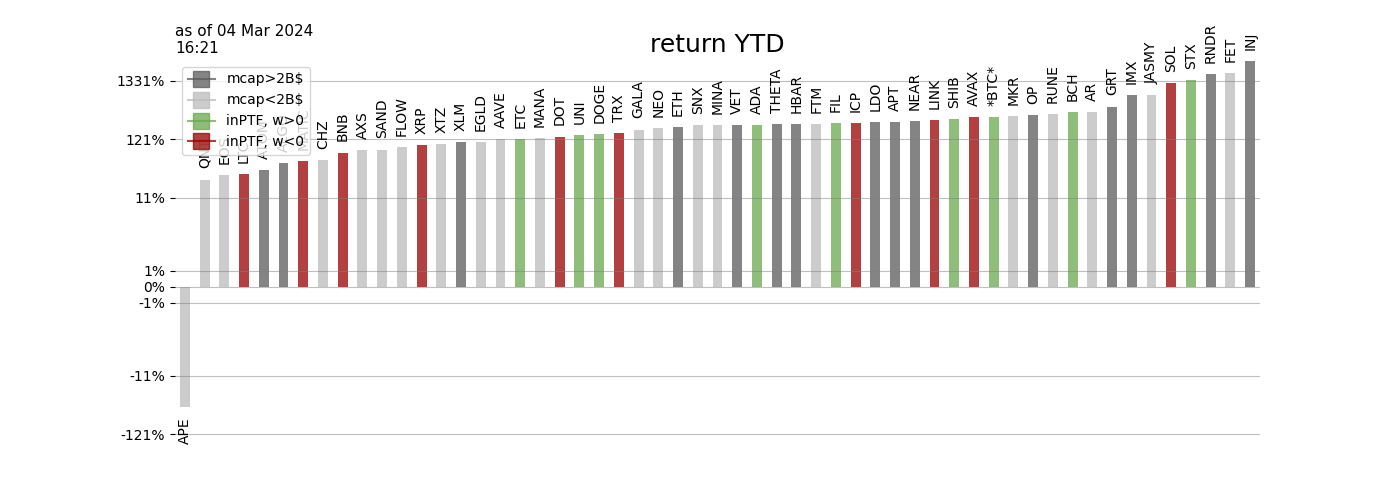 as of 04 Mar 2024
16:21
return YTD
mcap>2B$
mcap<2B$
inPTF, w>0
inPTF, w<0
1331%
121%
11%
1%
0%
-1%
-11%
-121%
APE
EOS
LTC
CHZ
BNB
AXS
SAND
FLOW
XRP
XTZ
XLM
EGLD
AAVE
ETC
MANA
DOT
UNI
DOGE
TRX
GALA
NEO
ETH
SNX
MINA
VET
ADA
THETA
HBAR
FTM
FIL
ICP
LDO
APT
NEAR
LINK
SHIB
AVAX
*BTC*
MKR
OP
RUNE
BCH
AR
GRT
IMX
JASMY
SOL
STX
RNDR
FET
INJ